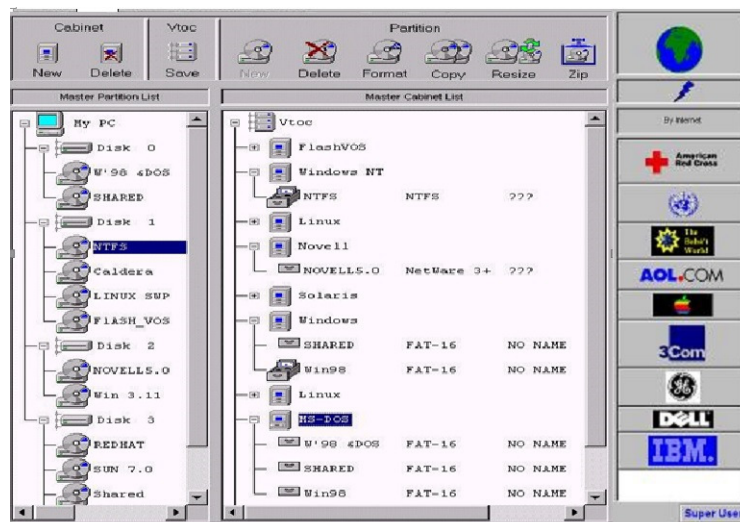 Cabinet
Vtoc
Partition
New
Delete
Save
New
Delete
Format
Copy
Resize
Zip
Master Partition List
Master Cabinet List
My PC
Disk 0
W'98 &DOS
SHARED
Disk 1
NTFS
Caldera
LINUX SWP
FLASH_VOS
Disk 2
NOVELL5.0
Win 3.11
Disk 3
REDHAT
SUN 7.0
Shared
Vtoc
FlashVOS
Windows NT
NTFS NTFS ???
Linux
Novell
NOVELL5.0 NetWare 3+ ???
Solaris
Windows
SHARED FAT-16 NO NAME
Win98 FAT-16 NO NAME
Linux
MS-DOS
W'98 &DOS FAT-16 NO NAME
SHARED FAT-16 NO NAME
Win98 FAT-16 NO NAME
By Internet
American
Red Cross
The
World
AOL.COM
3Com
GE
DELL
IBM.
Super User